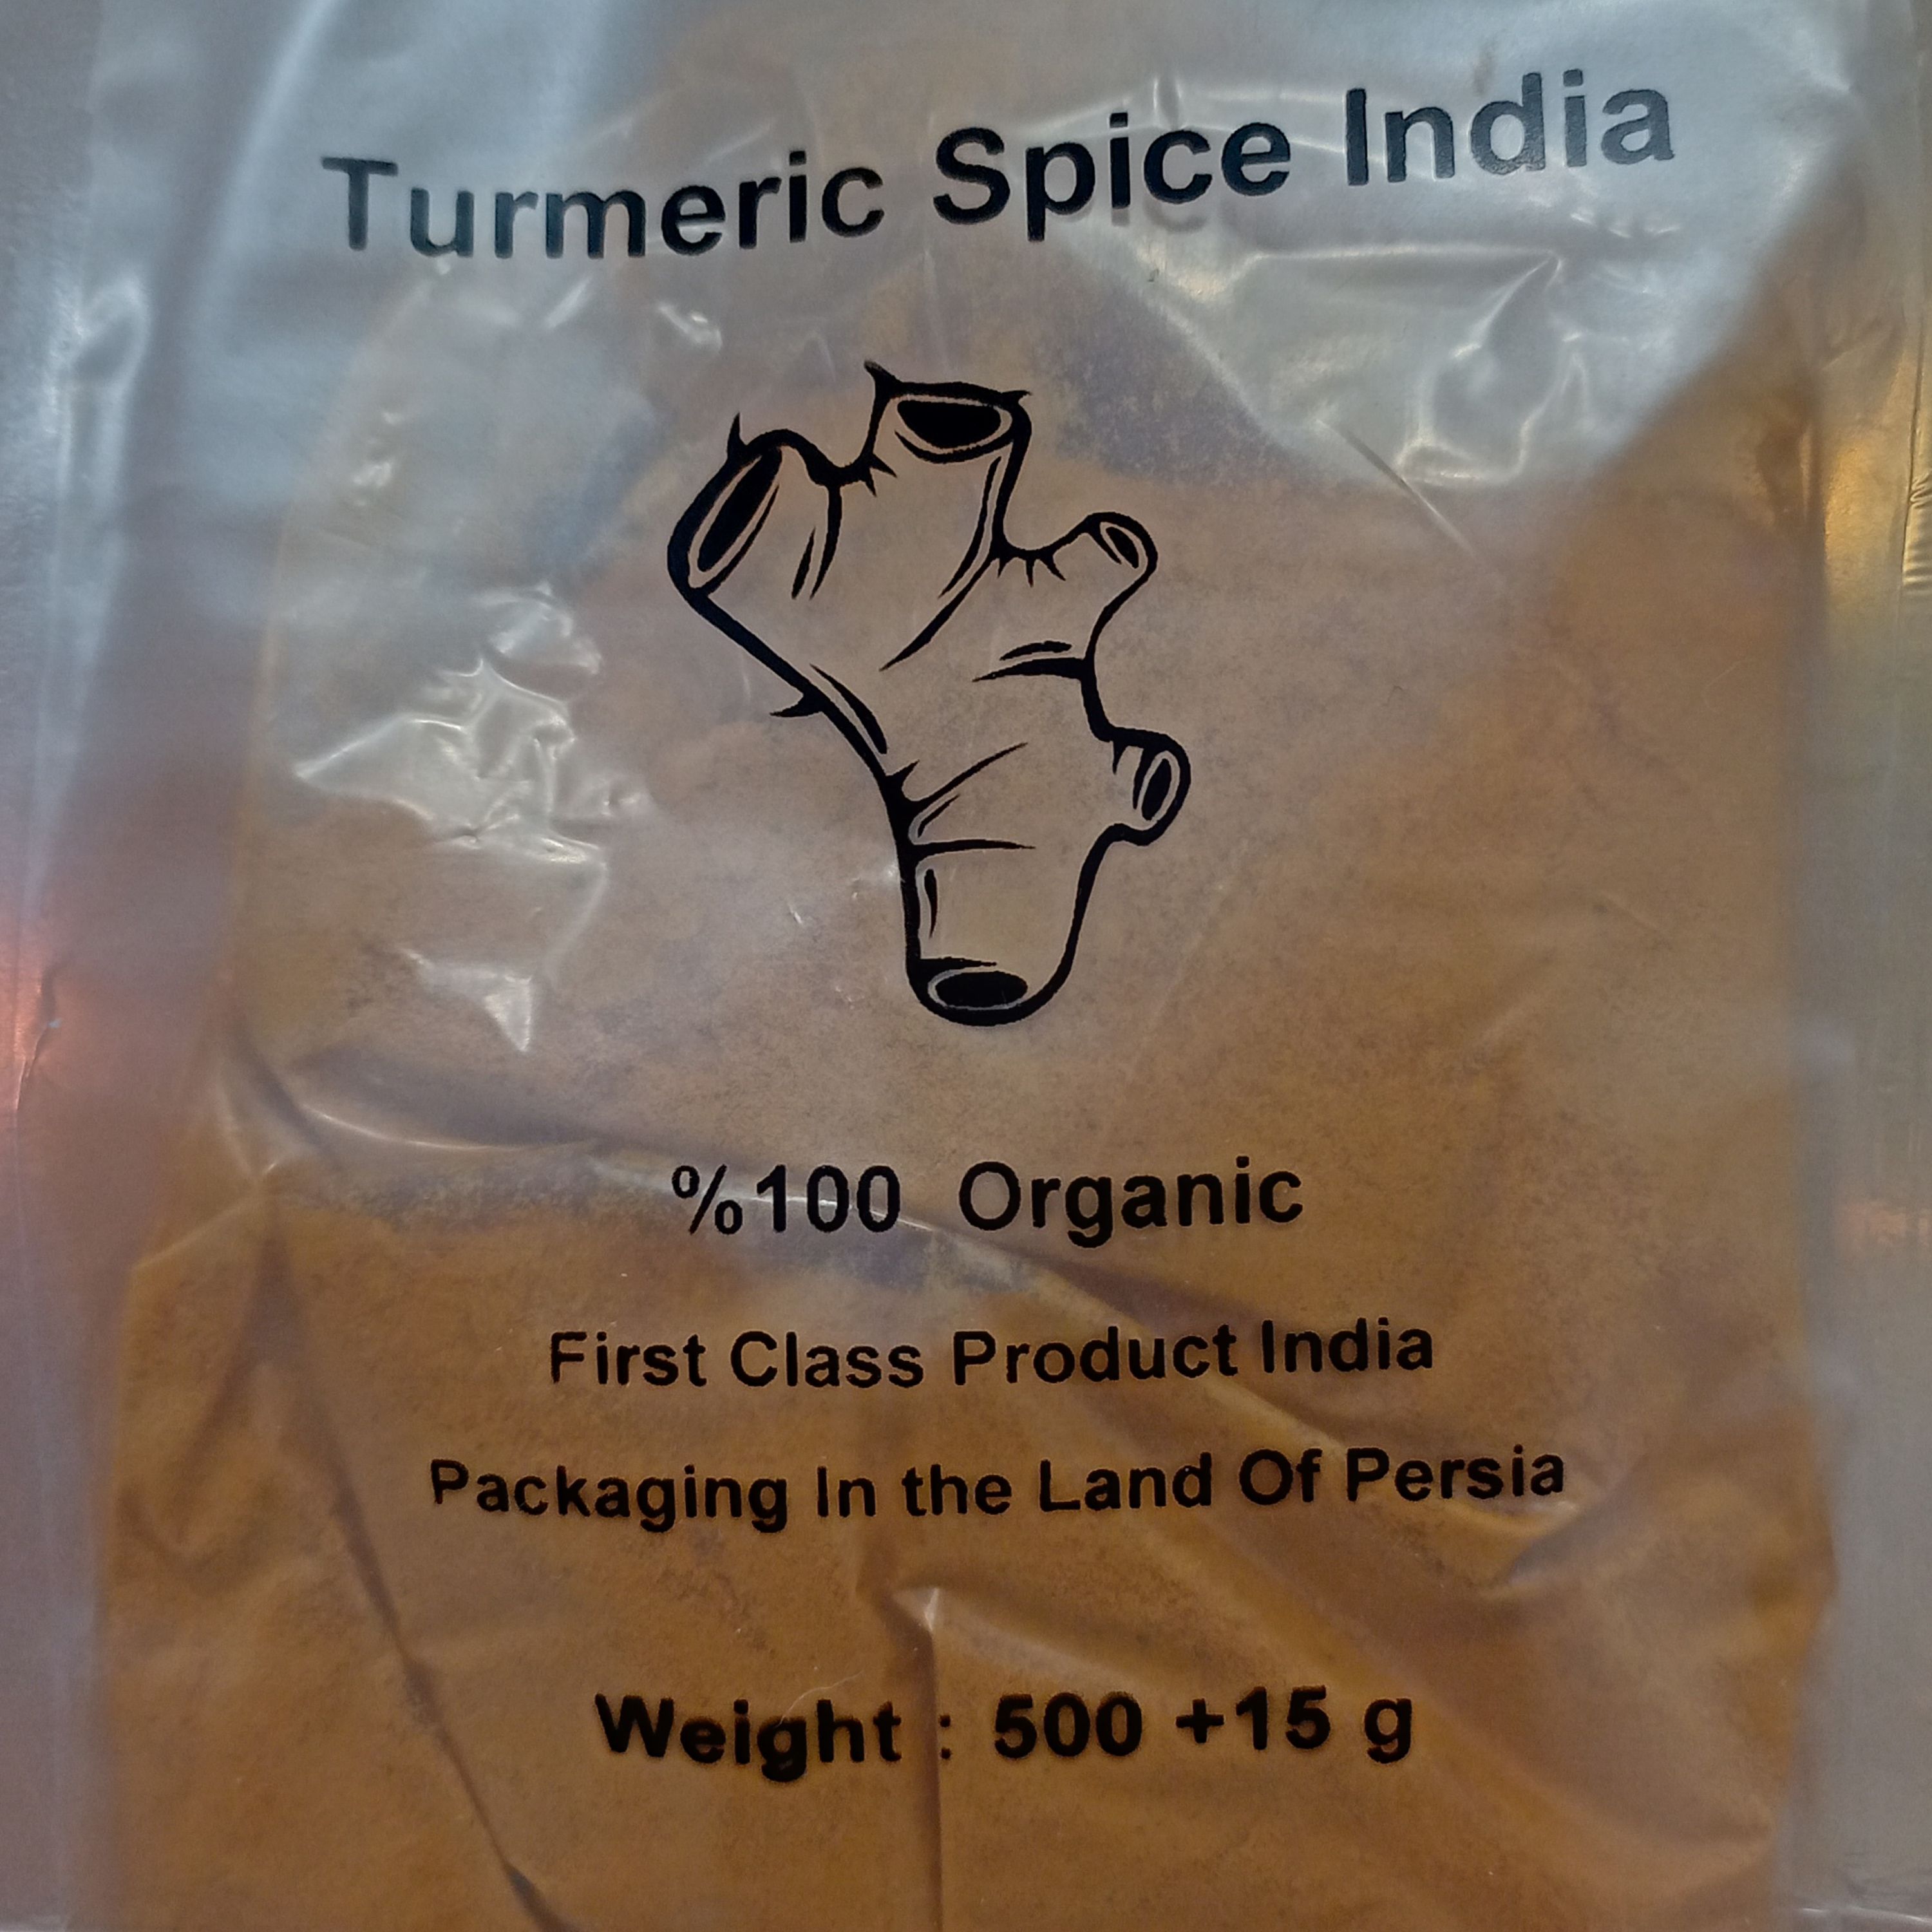 Turmeric Spice India
%100 Organic
First Class Product India
Packaging In the Land Of Persia
Weight : 500 +15 g